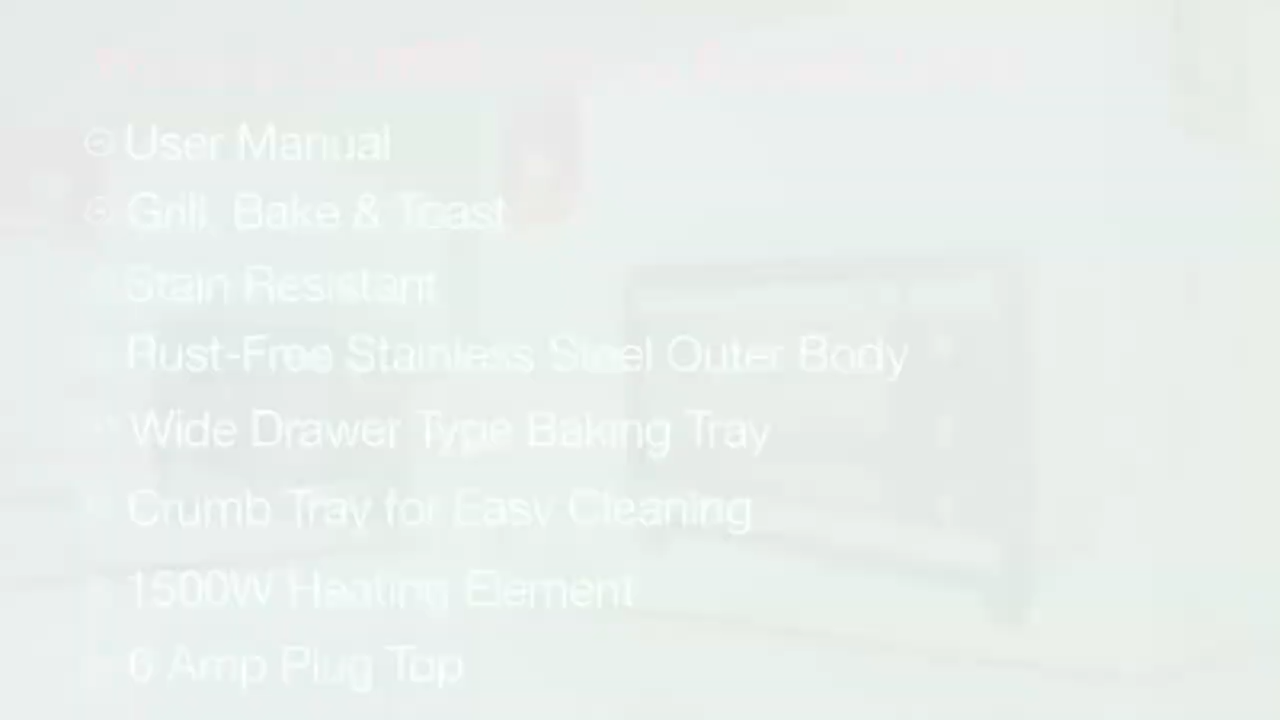 User Manual
Grill, Bake & Toast
Stain Resistant
Rust-Free Stainless Steel Outer Body
Wide Drawer Type Baking Tray
Crumb Tray for Easy Cleaning
1500W Heating Element
6 Amp Plug Top